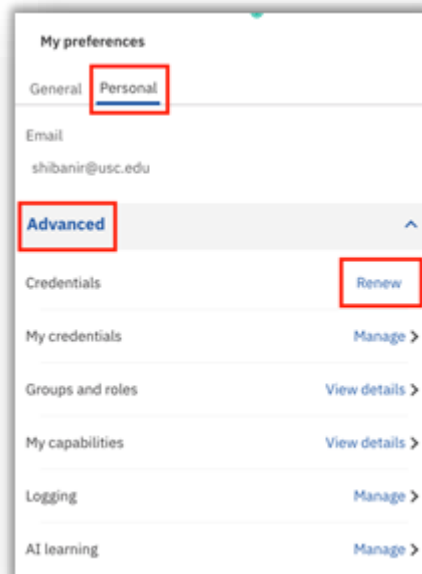 My preferences
General Personal
Email
shibanir@usc.edu
Advanced
Credentials Renew
My credentials Manage
Groups and roles View details
My capabilities View details
Logging Manage
AI learning Manage